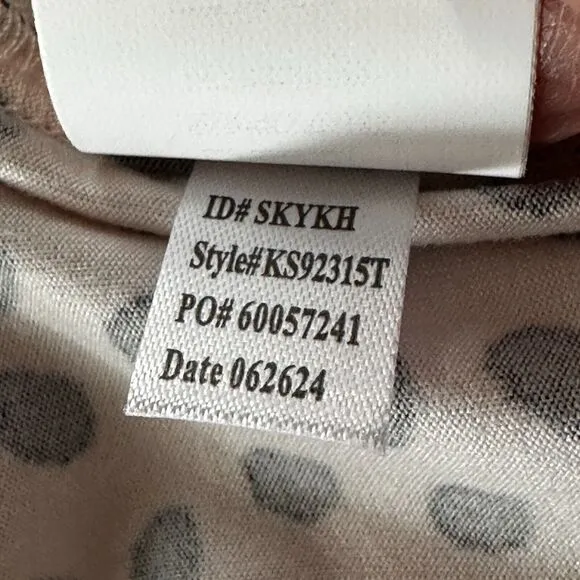 ID# SKYKH
Style#KS92315T
PO# 60057241
Date 062624